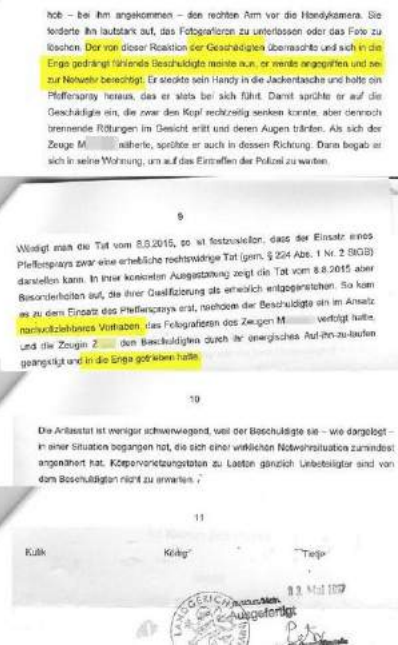 hob – bei ihm angekommen – den rechten Arm vor die Handykamera. Sie
forderte ihn lautstark auf, das Fotografieren zu unterlassen oder das Foto zu
löschen. Der von dieser Reaktion der Geschädigten überraschte und sich in die
Enge gedrängt fühlende Beschuldigte meinte nun, er werde angegriffen und sei
zur Notwehr berechtigt. Er steckte sein Handy in die Jackentasche und holte ein
Pfefferspray heraus, das er stets bei sich führt. Damit sprühte er auf die
Geschädigte ein, die zwar den Kopf rechtzeitig senken konnte, aber dennoch
brennende Rötungen im Gesicht erlitt und deren Augen tränten. Als sich der
Zeuge M näherte, sprühte er auch in dessen Richtung. Dann begab er
sich in seine Wohnung, um auf das Eintreffen der Polizei zu warten.
9
Würdigt man die Tat vom 8.8.2015, so ist festzustellen, dass der Einsatz eines
Pfeffersprays zwar eine erhebliche rechtswidrige Tat (gem. § 224 Abs. 1 Nr. 2 StGB)
darstellen kann. In ihrer konkreten Ausgestaltung zeigt die Tat vom 8.8.2015 aber
Besonderheiten auf, die ihrer Qualifizierung als erheblich entgegenstehen. So kam
es zu dem Einsatz des Pfeffersprays erst, nachdem der Beschuldigte ein im Ansatz
nachvollziehbares Vorhaben, das Fotografieren des Zeugen M verfolgt hatte,
und die Zeugin Z den Beschuldigten durch ihr energisches Auf-ihn-zu-laufen
geängstigt und in die Enge getrieben hatte.
10
Die Anlasstat ist weniger schwerwiegend, weil der Beschuldigte sie – wie dargelegt –
in einer Situation begangen hat, die sich einer wirklichen Notwehrsituation zumindest
angenähert hat. Körperverletzungstaten zu Lasten gänzlich Unbeteiligter sind von
dem Beschuldigten nicht zu erwarten.
11
Kulik König Tietje
Ausgefertigt
LANDGERICHT